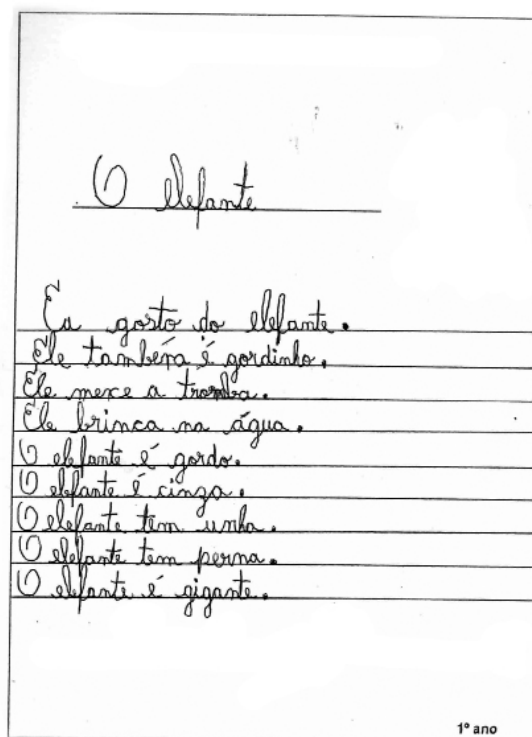 O elefante
Eu gosto do elefante.
Ele também é gordinho.
Ele mexe a tromba.
Ele brinca na água.
O elefante é gordo.
O elefante é cinza.
O elefante tem unha.
O elefante tem perna.
O elefante é gigante.
1º ano